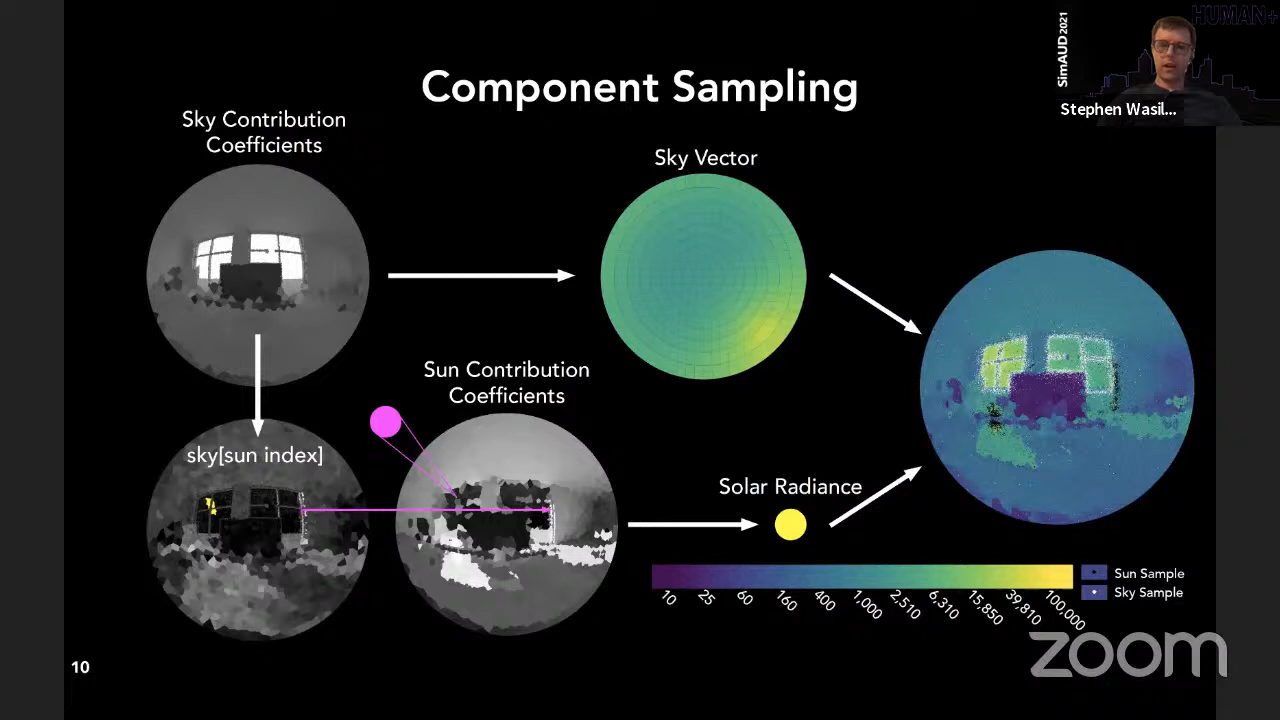 HUMAN+
SimAUD2021
Stephen Wasil...
Component Sampling
Sky Contribution
Coefficients
Sky Vector
Sun Contribution
Coefficients
sky[sun index]
Solar Radiance
10
25
60
160
400
1,000
2,510
6,310
15,850
39,810
100,000
Sun Sample
Sky Sample
10
zoom